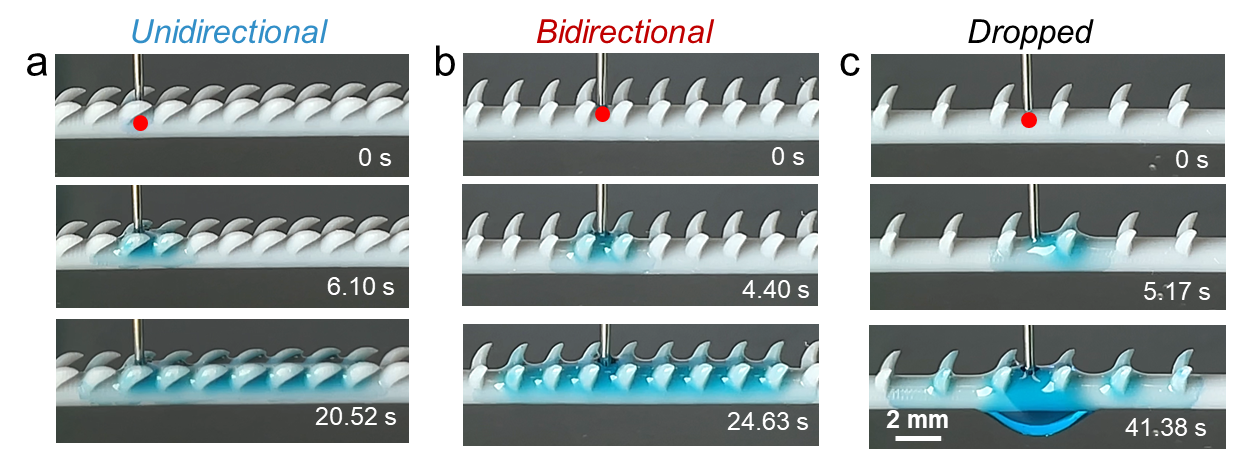 Unidirectional
Bidirectional
Dropped
a
b
c
0 s
0 s
0 s
6.10 s
4.40 s
5.17 s
20.52 s
24.63 s
2 mm
41.38 s